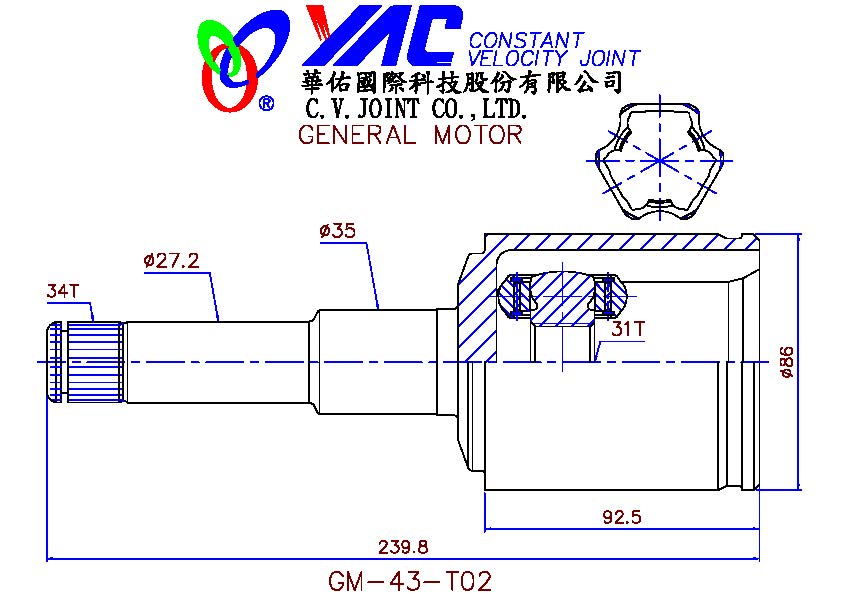 YAC CONSTANT
VELOCITY JOINT
®
華佑國際科技股份有限公司
C.V.JOINT CO.,LTD.
GENERAL MOTOR
ø35
ø27.2
34T
31T
ø86
92.5
239.8
GM-43-T02